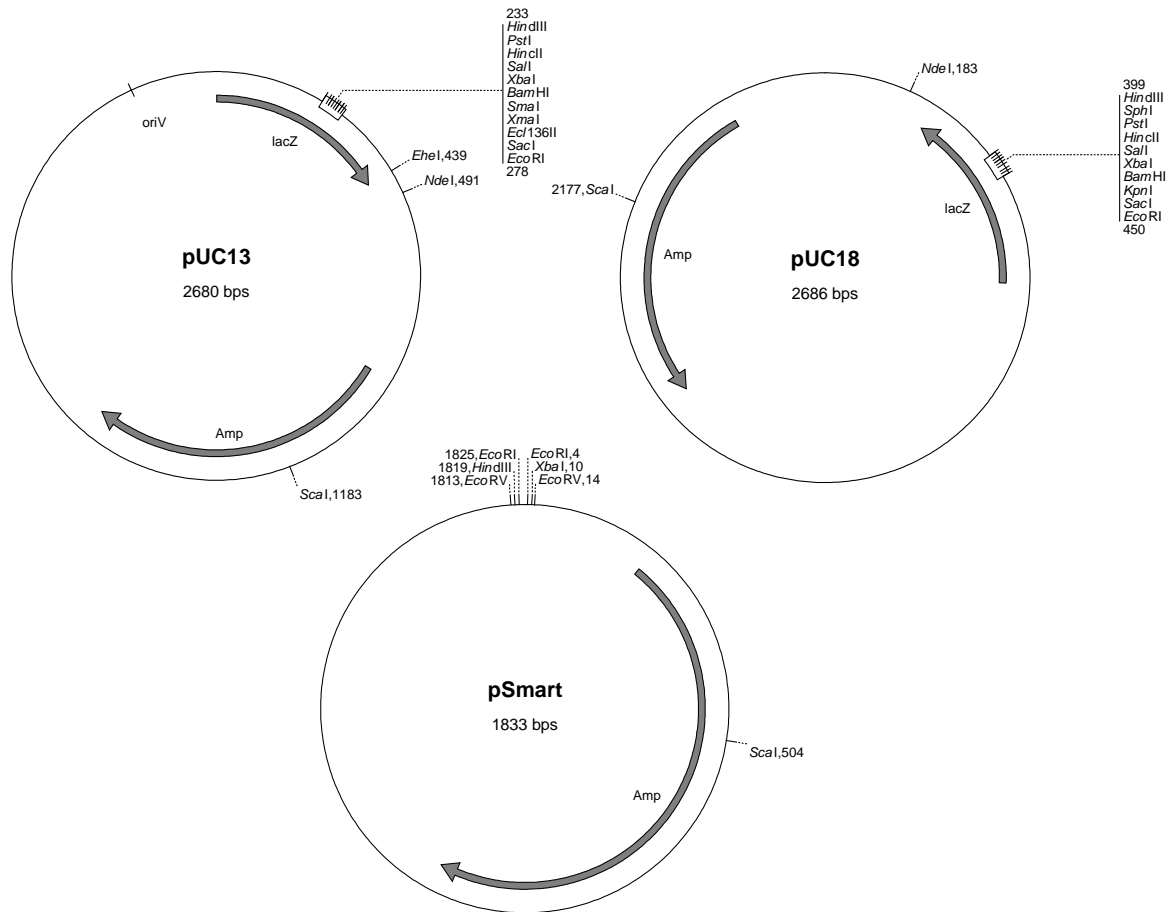 233
HindIII
PstI
HincII
SalI
XbaI
BamHI
SmaI
XmaI
Ecl136II
SacI
EcoRI
278
oriV
lacZ
EheI,439
NdeI,491
pUC13
2680 bps
Amp
ScaI,1183
NdeI,183
399
HindIII
SphI
PstI
HincII
SalI
XbaI
BamHI
KpnI
SacI
EcoRI
450
2177,ScaI
lacZ
Amp
pUC18
2686 bps
1825,EcoRI
1819,HindIII
1813,EcoRV
EcoRI,4
XbaI,10
EcoRV,14
pSmart
1833 bps
ScaI,504
Amp